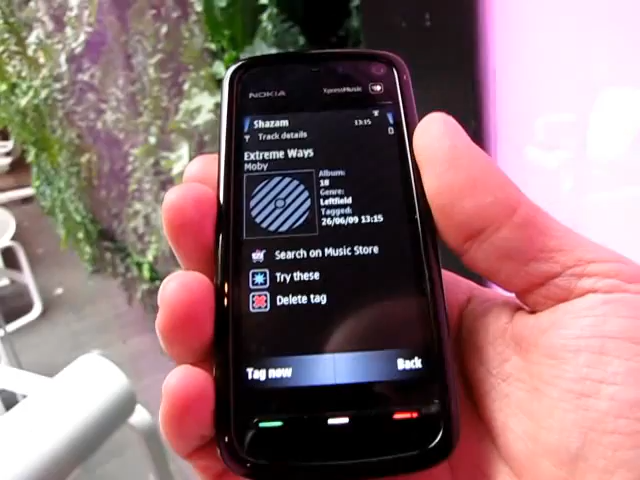 NOKIA
XpressMusic
Shazam
13:15
Track details
Extreme Ways
Moby
Album:
18
Genre:
Leftfield
Tagged:
26/06/09 13:15
Search on Music Store
Try these
Delete tag
Tag now
Back